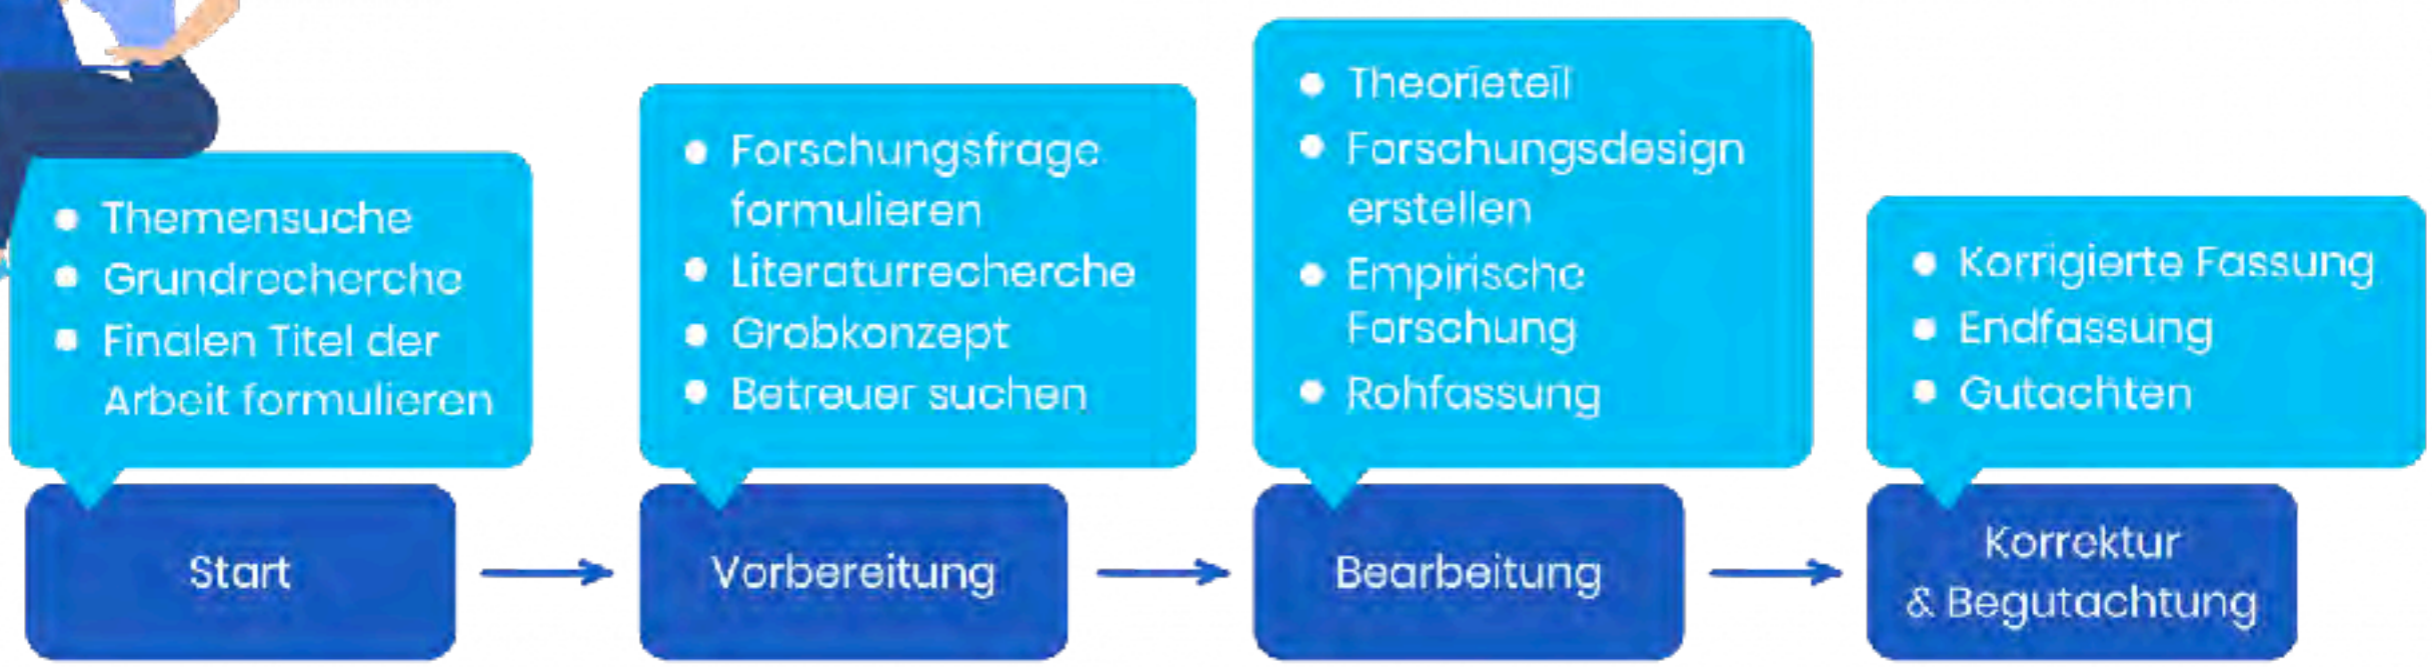 Themensuche
Grundrecherche
Finalen Titel der
Arbeit formulieren
Start
Forschungsfrage
formulieren
Literaturrecherche
Grobkonzept
Betreuer suchen
Vorbereitung
Theorieteil
Forschungsdesign
erstellen
Empirische
Forschung
Rohfassung
Bearbeitung
Korrigierte Fassung
Endfassung
Gutachten
Korrektur
& Begutachtung